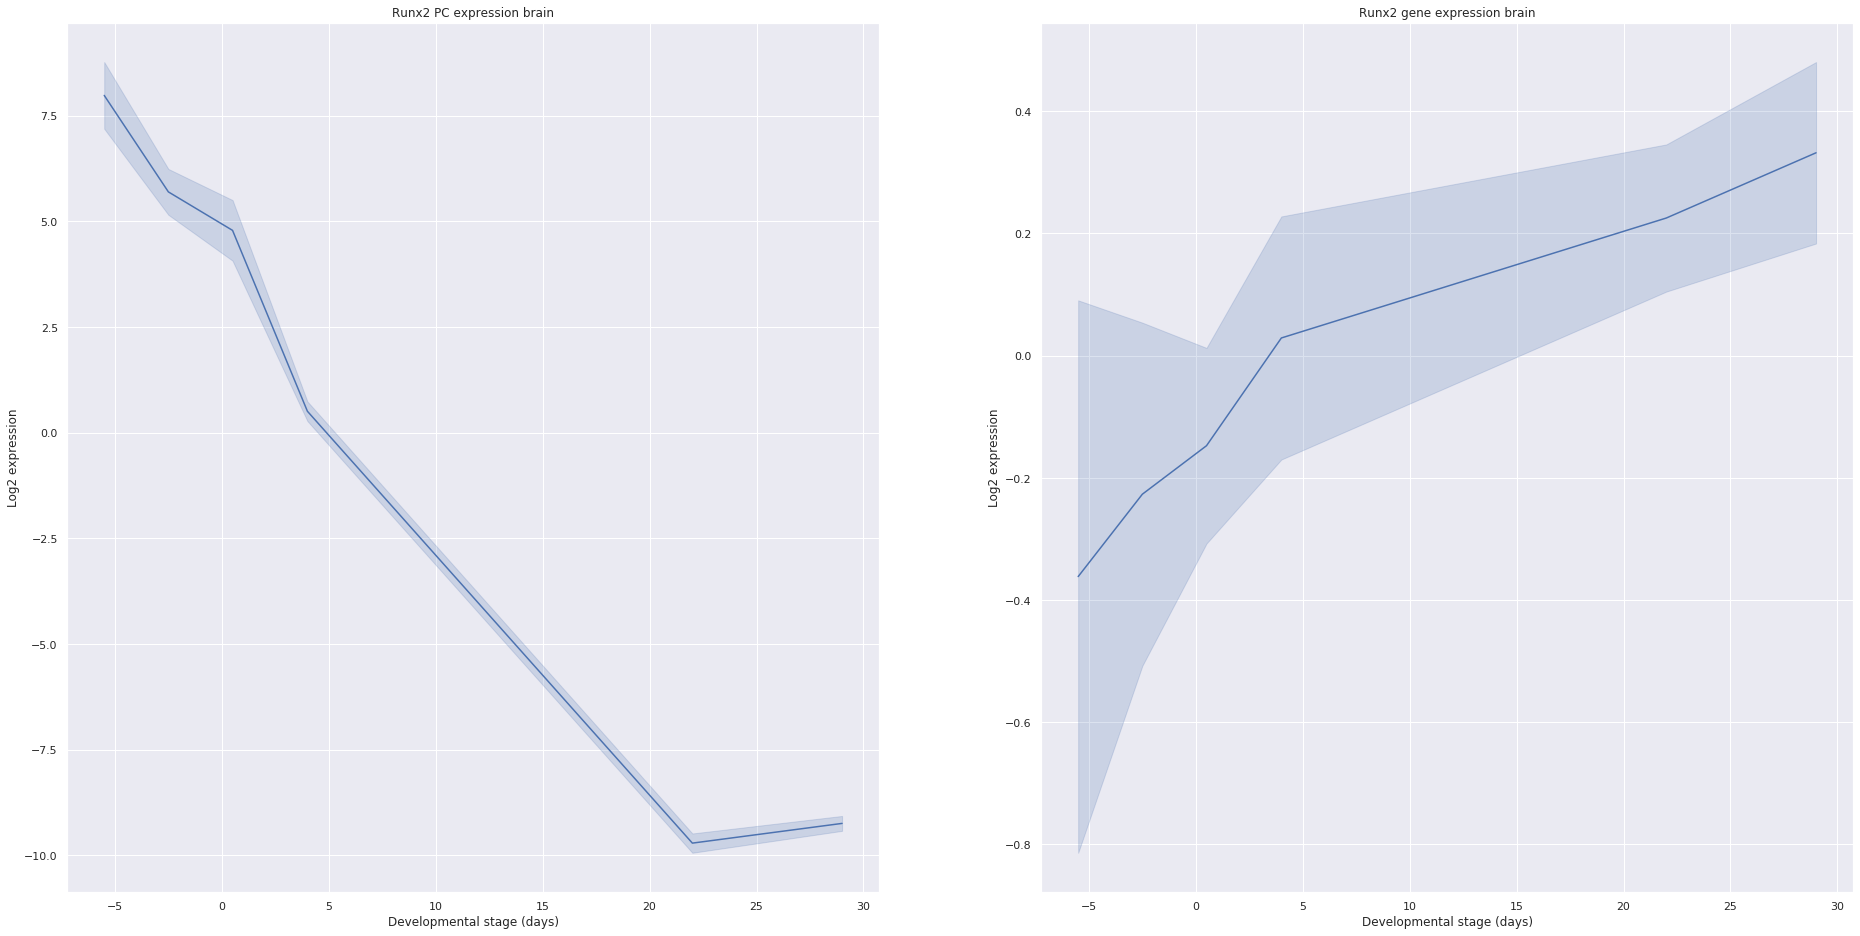 Runx2 PC expression brain
Log2 expression
7.5
5.0
2.5
0.0
−2.5
−5.0
−7.5
−10.0
−5 0 5 10 15 20 25 30
Developmental stage (days)
Runx2 gene expression brain
Log2 expression
0.4
0.2
0.0
−0.2
−0.4
−0.6
−0.8
−5 0 5 10 15 20 25 30
Developmental stage (days)